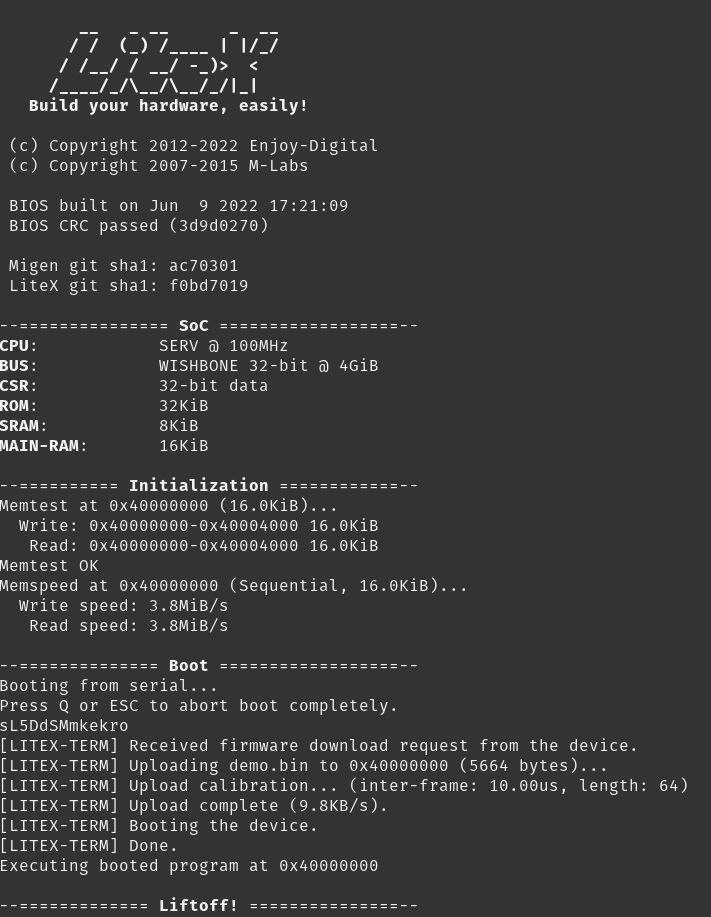 __   _ __      _  __
       / /  (_) /____ | |/_/
      / /__/ / __/ -_)>  <
     /____/_/\__/\__/_/|_|
   Build your hardware, easily!

 (c) Copyright 2012-2022 Enjoy-Digital
 (c) Copyright 2007-2015 M-Labs

 BIOS built on Jun  9 2022 17:21:09
 BIOS CRC passed (3d9d0270)

 Migen git sha1: ac70301
 LiteX git sha1: f0bd7019

--=============== SoC ==================--
CPU:            SERV @ 100MHz
BUS:            WISHBONE 32-bit @ 4GiB
CSR:            32-bit data
ROM:            32KiB
SRAM:           8KiB
MAIN-RAM:       16KiB

--========== Initialization ============--
Memtest at 0x40000000 (16.0KiB)...
  Write: 0x40000000-0x40004000 16.0KiB
   Read: 0x40000000-0x40004000 16.0KiB
Memtest OK
Memspeed at 0x40000000 (Sequential, 16.0KiB)...
  Write speed: 3.8MiB/s
   Read speed: 3.8MiB/s

--============== Boot ==================--
Booting from serial...
Press Q or ESC to abort boot completely.
sL5DdSMmkekro
[LITEX-TERM] Received firmware download request from the device.
[LITEX-TERM] Uploading demo.bin to 0x40000000 (5664 bytes)...
[LITEX-TERM] Upload calibration... (inter-frame: 10.00us, length: 64)
[LITEX-TERM] Upload complete (9.8KB/s).
[LITEX-TERM] Booting the device.
[LITEX-TERM] Done.
Executing booted program at 0x40000000

--============= Liftoff! ===============--